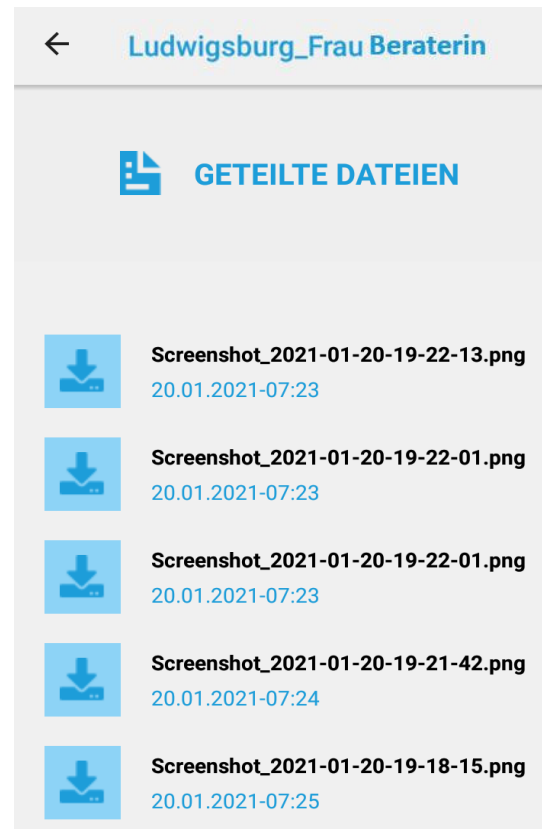 Ludwigsburg_Frau Beraterin
GETEILTE DATEIEN
Screenshot_2021-01-20-19-22-13.png
20.01.2021-07:23
Screenshot_2021-01-20-19-22-01.png
20.01.2021-07:23
Screenshot_2021-01-20-19-22-01.png
20.01.2021-07:23
Screenshot_2021-01-20-19-21-42.png
20.01.2021-07:24
Screenshot_2021-01-20-19-18-15.png
20.01.2021-07:25